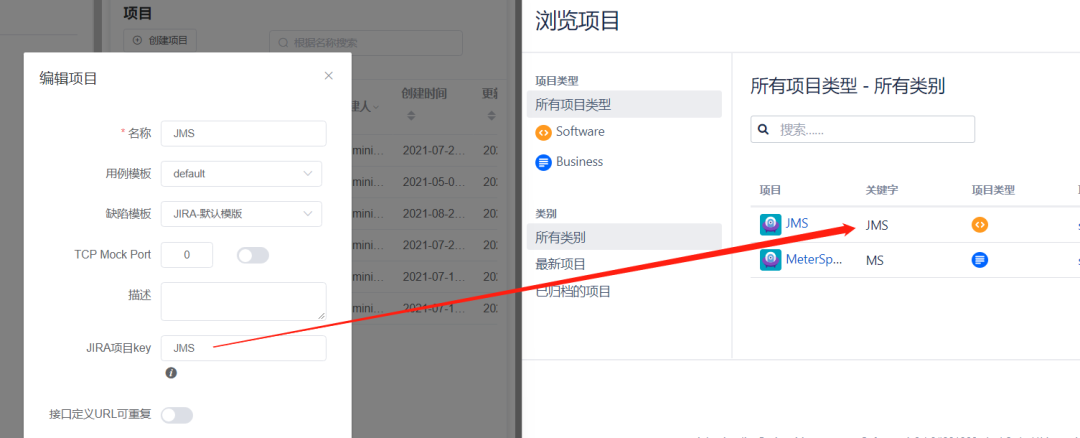 项目
创建项目
根据名称搜索
编辑项目
创建时间
更新
建人
* 名称
JMS
用例模板
default
缺陷模板
JIRA-默认模版
TCP Mock Port
0
描述
JIRA项目key
JMS
接口定义URL可重复
mini...
2021-07-2...
202
mini...
2021-05-0...
202
mini...
2021-08-2...
202
mini...
2021-07-2...
202
mini...
2021-07-1...
202
mini...
2021-07-1...
202
浏览项目
项目类型
所有项目类型
Software
Business
类别
所有类别
最新项目
已归档的项目
所有项目类型 - 所有类别
搜索......
项目
关键字
项目类型
JMS
JMS
MeterSp...
MS